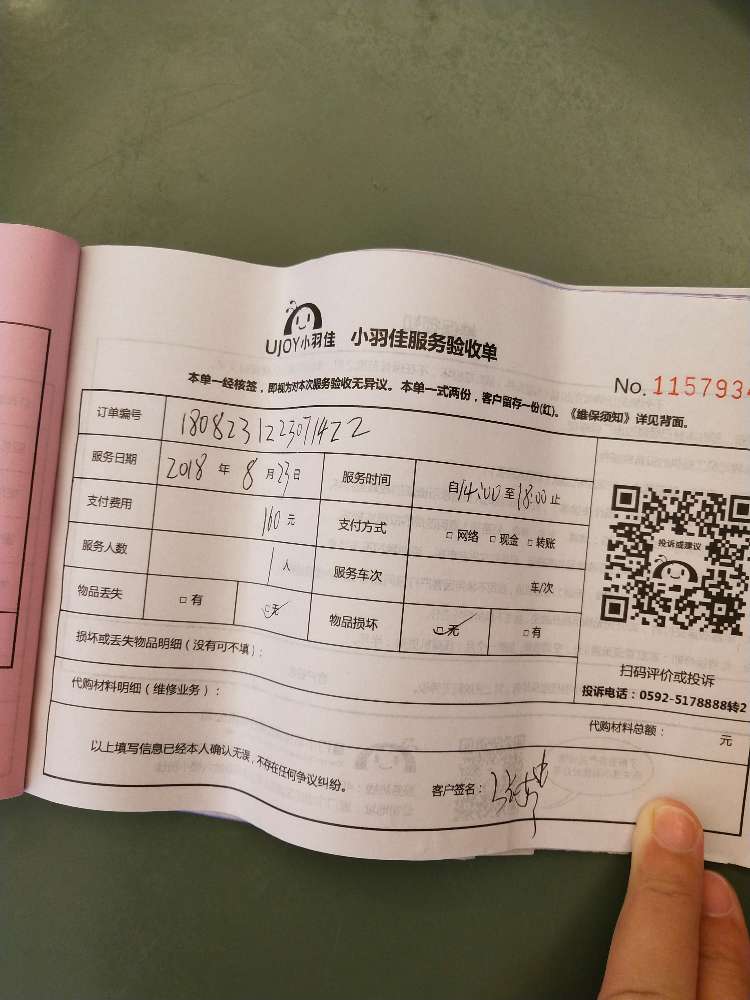 UJOY小羽佳 小羽佳服务验收单
本单一经核签，即视为对本次服务验收无异议。本单一式两份，客户留存一份(红)。《维保须知》详见背面。
No. 1157934
订单编号 1808231223071422
服务日期 2018 年 8 月 23 日 服务时间 自14:00 至 18:00 止
支付费用 160 元 支付方式 □ 网络 □ 现金 □ 转账
服务人数 1 人 服务车次 车/次
物品丢失 □ 有 □ 无 物品损坏 □ 无 □ 有
损坏或丢失物品明细（没有可不填）：
代购材料明细（维修业务）： 代购材料总额： 元
以上填写信息已经本人确认无误，不存在任何争议纠纷。 客户签名：
投诉或建议
扫码评价或投诉
投诉电话：0592-5178888转2